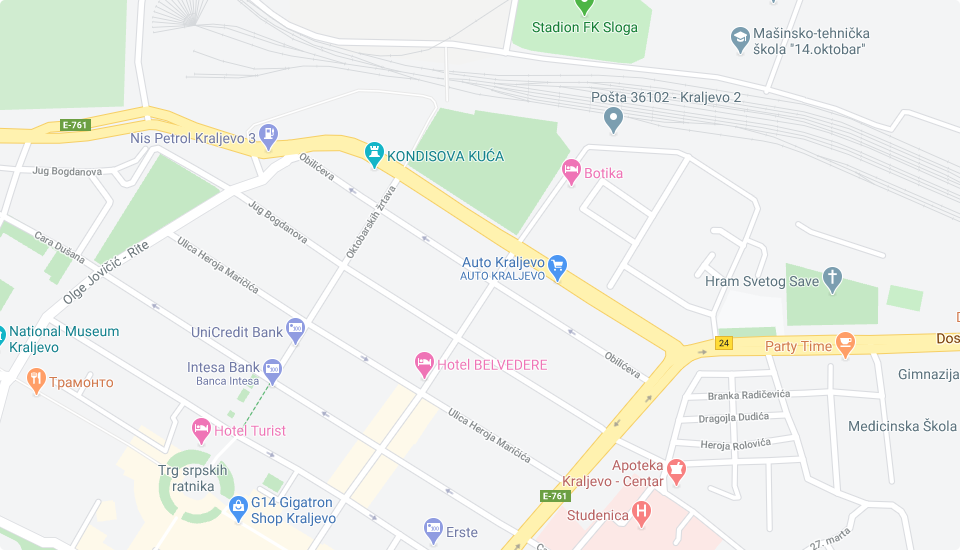 Stadion FK Sloga
Mašinsko-tehnička
škola "14.oktobar"
Pošta 36102 - Kraljevo 2
E-761
Nis Petrol Kraljevo 3
KONDISOVA KUĆA
Obilićeva
Jug Bogdanova
Botika
Oktobarskih žrtava
Jug Bogdanova
Cara Dušana
Olge Jovičić - Rite
Ulica Heroja Maričića
Auto Kraljevo
AUTO KRALJEVO
Hram Svetog Save
National Museum
Kraljevo
UniCredit Bank
24
Party Time
Dos
Intesa Bank
Banca Intesa
Hotel BELVEDERE
Obilićeva
Gimnazija
Трамонто
Branka Radičevića
Dragojla Dudića
Medicinska Škola
Hotel Turist
Ulica Heroja Maričića
Heroja Rolovića
Trg srpskih
ratnika
Apoteka
Kraljevo - Centar
E-761
G14 Gigatron
Shop Kraljevo
Studenica
Erste
27. marta